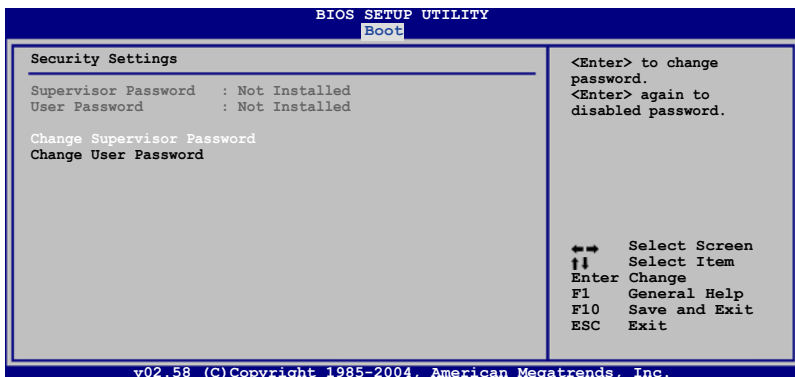 BIOS SETUP UTILITY
Boot
Security Settings
Supervisor Password : Not Installed
User Password : Not Installed
Change Supervisor Password
Change User Password
<Enter> to change
password.
<Enter> again to
disabled password.
←→ Select Screen
↑↓ Select Item
Enter Change
F1 General Help
F10 Save and Exit
ESC Exit
v02.58 (C)Copyright 1985-2004, American Megatrends, Inc.